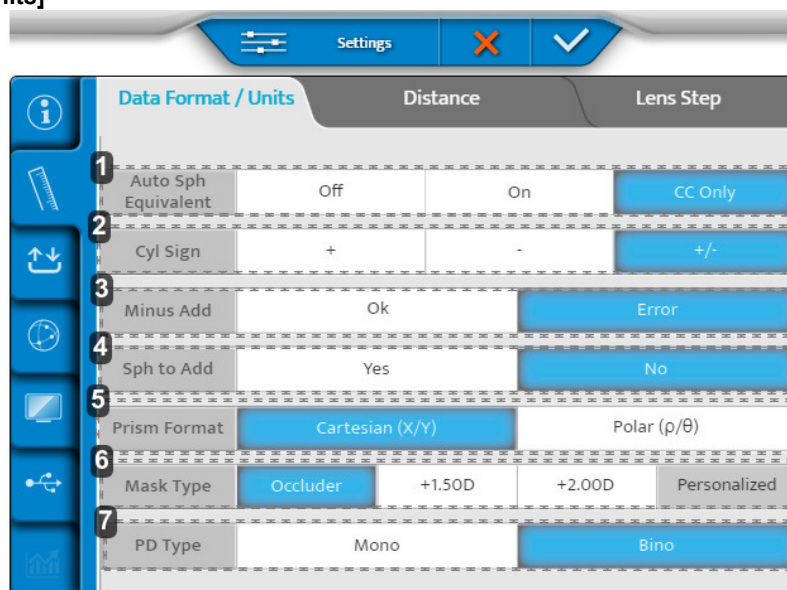 Settings
Data Format / Units Distance Lens Step
1
Auto Sph Equivalent Off On CC Only
2
Cyl Sign + - +/-
3
Minus Add Ok Error
4
Sph to Add Yes No
5
Prism Format Cartesian (X/Y) Polar (ρ/θ)
6
Mask Type Occluder +1.50D +2.00D Personalized
7
PD Type Mono Bino